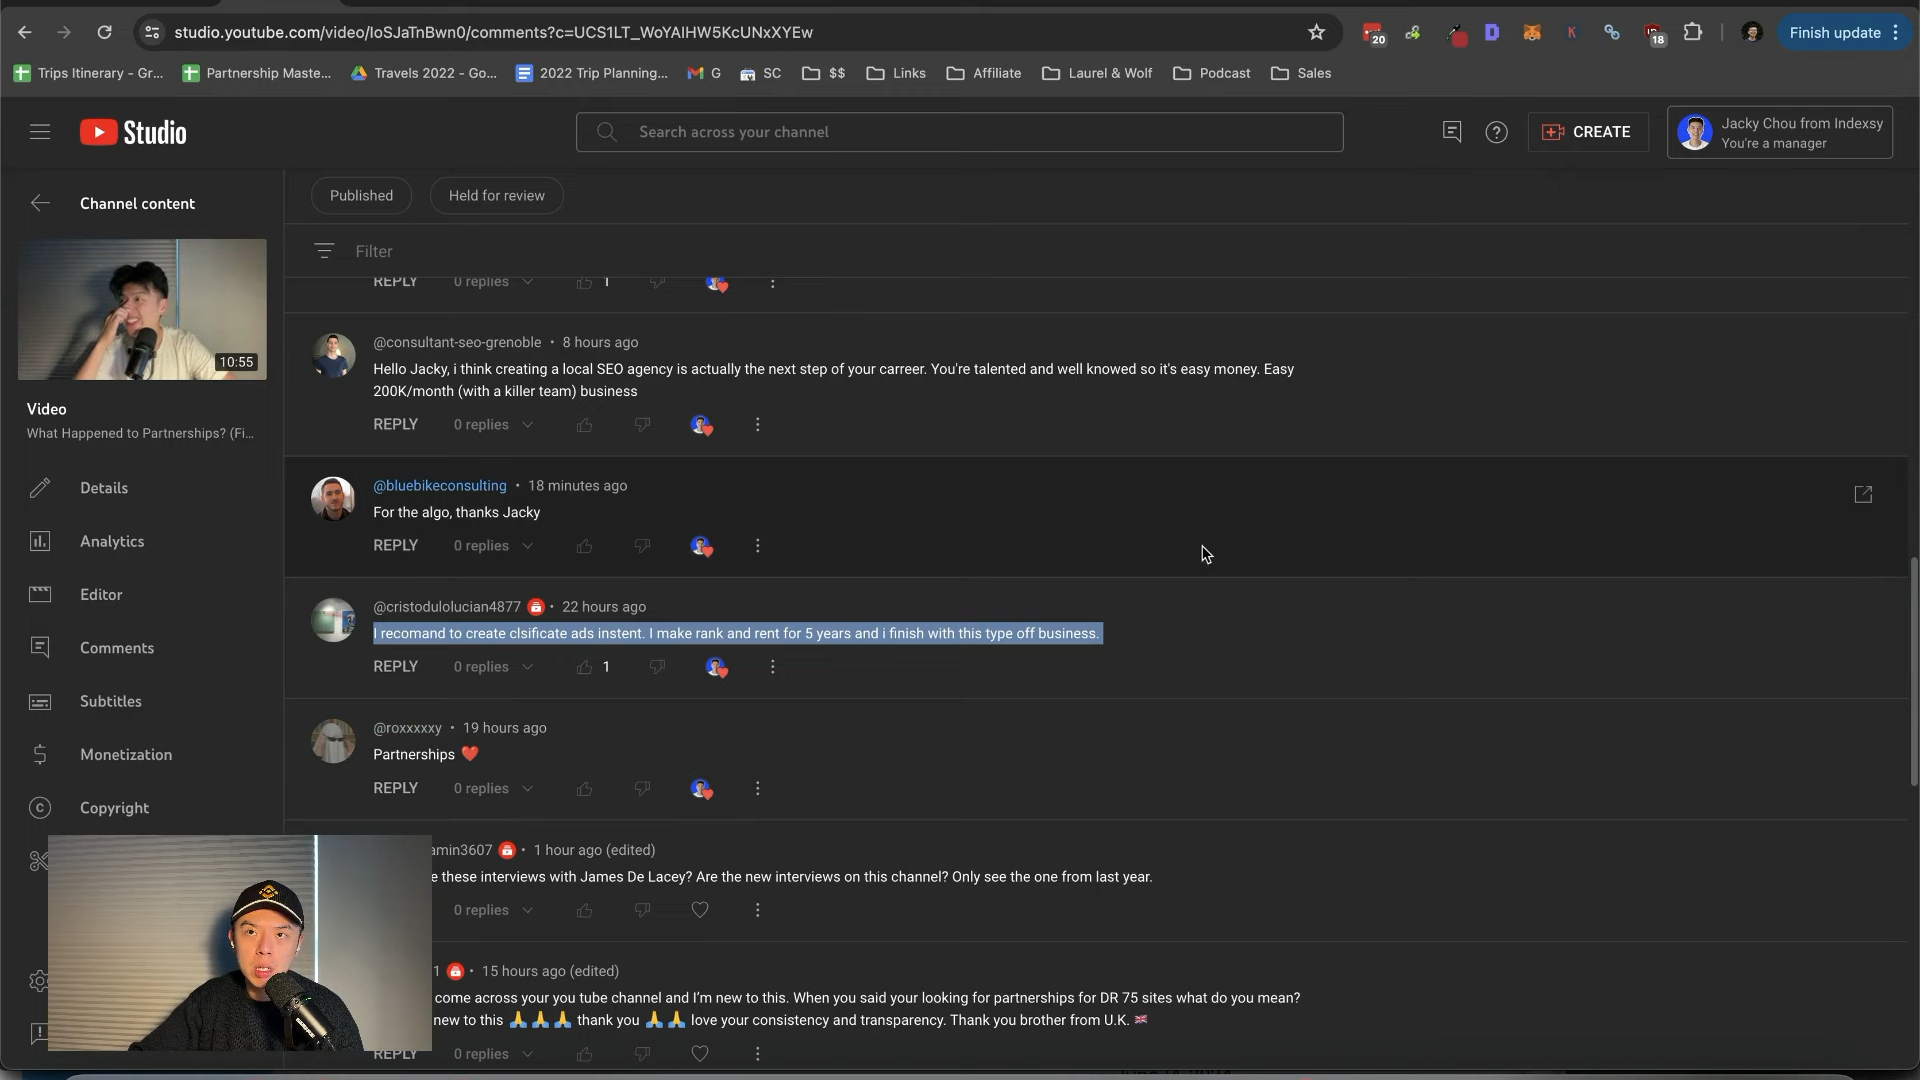 studio.youtube.com/video/IoSJaTnBwn0/comments?c=UCS1LT_WoYAlHW5KcUNxXYEw
20
18
Finish update
Trips Itinerary - Gr...
Partnership Maste...
Travels 2022 - Go...
2022 Trip Planning...
G
SC
$$
Links
Affiliate
Laurel & Wolf
Podcast
Sales
Studio
Search across your channel
CREATE
Jacky Chou from Indexsy
You're a manager
Channel content
10:55
Video
What Happened to Partnerships? (Fi...
Details
Analytics
Editor
Comments
Subtitles
Monetization
Copyright
Published
Held for review
Filter
REPLY 0 replies 1
@consultant-seo-grenoble • 8 hours ago
Hello Jacky, i think creating a local SEO agency is actually the next step of your carreer. You're talented and well knowed so it's easy money. Easy
200K/month (with a killer team) business
REPLY 0 replies
@bluebikeconsulting • 18 minutes ago
For the algo, thanks Jacky
REPLY 0 replies
@cristodulolucian4877 • 22 hours ago
I recomand to create clsificate ads instent. I make rank and rent for 5 years and i finish with this type off business.
REPLY 0 replies 1
@roxxxxxy • 19 hours ago
Partnerships ❤️
REPLY 0 replies
amin3607 • 1 hour ago (edited)
e these interviews with James De Lacey? Are the new interviews on this channel? Only see the one from last year.
0 replies
1 • 15 hours ago (edited)
come across your you tube channel and I'm new to this. When you said your looking for partnerships for DR 75 sites what do you mean?
new to this 🙏 🙏 🙏 thank you 🙏 🙏 love your consistency and transparency. Thank you brother from U.K. 🇬🇧
REPLY 0 replies